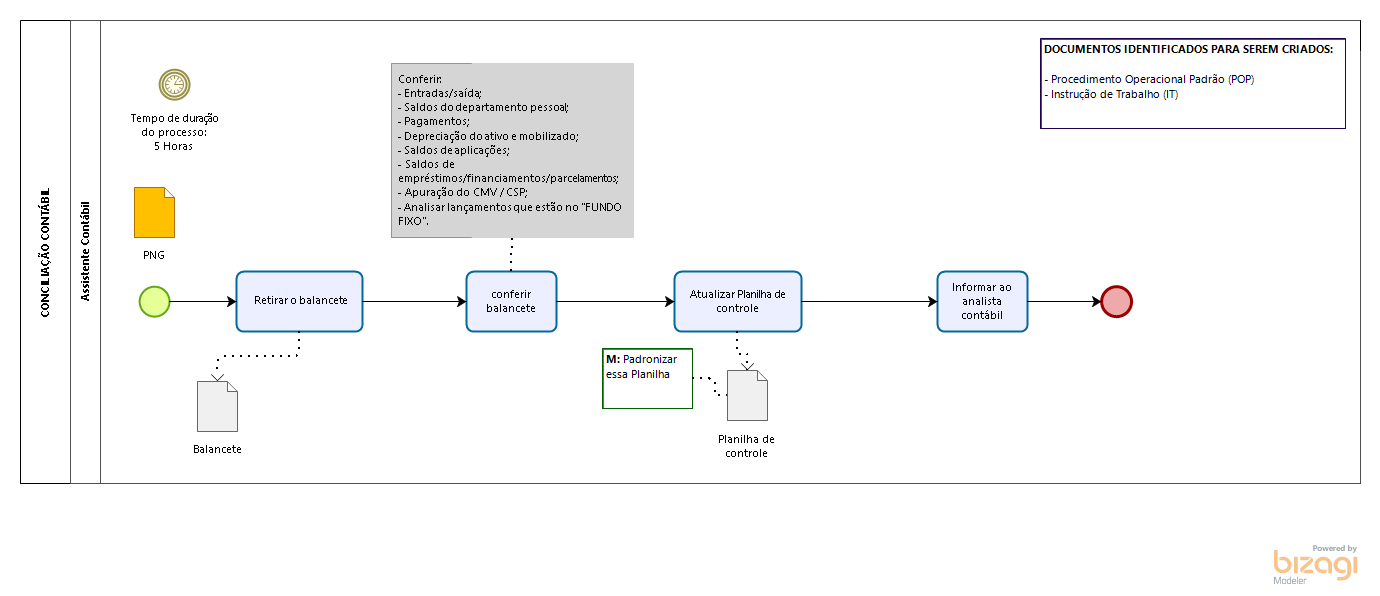 CONCILIAÇÃO CONTÁBIL
Assistente Contábil
Tempo de duração
do processo:
5 Horas
PNG
Conferir:
- Entradas/saída;
- Saldos do departamento pessoal;
- Pagamentos;
- Depreciação do ativo e mobilizado;
- Saldos de aplicações;
- Saldos de
empréstimos/financiamentos/parcelamentos;
- Apuração do CMV / CSP;
- Analisar lançamentos que estão no "FUNDO
FIXO".
DOCUMENTOS IDENTIFICADOS PARA SEREM CRIADOS:
- Procedimento Operacional Padrão (POP)
- Instrução de Trabalho (IT)
Retirar o balancete
conferir
balancete
Atualizar Planilha de
controle
Informar ao
analista
contábil
M: Padronizar
essa Planilha
Balancete
Planilha de
controle
Powered by
bizagi
Modeler